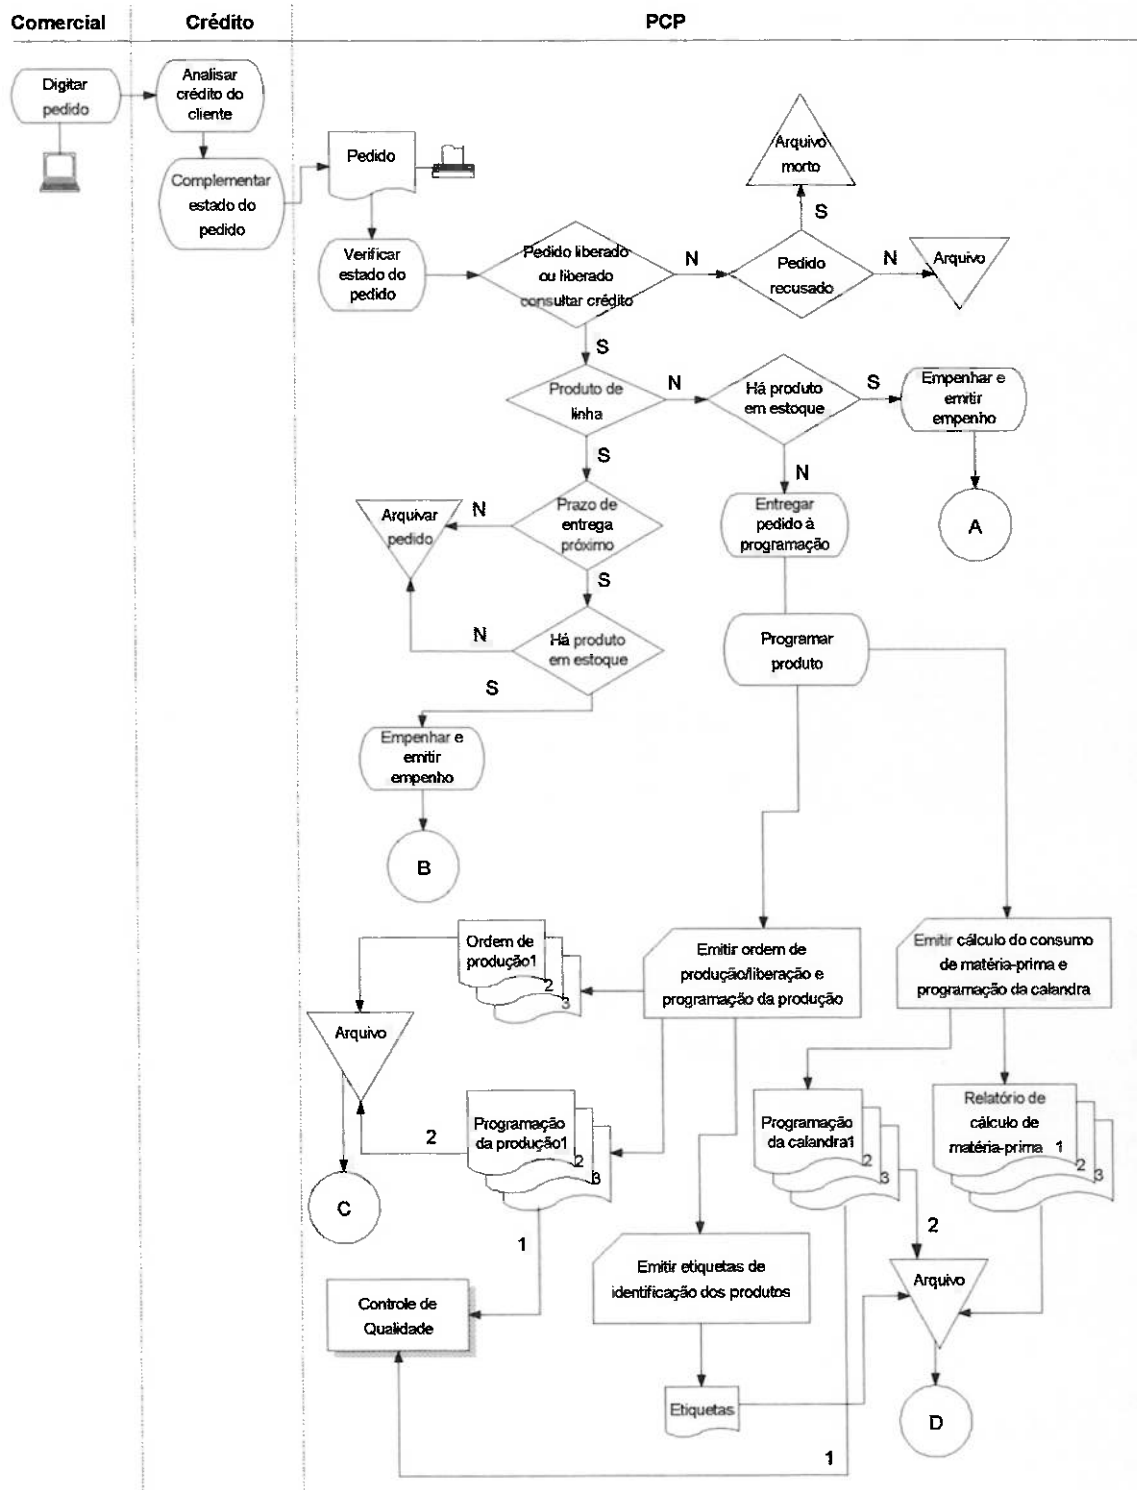 Comercial
Crédito
PCP
Digitar
pedido
Analisar
crédito do
cliente
Complementar
estado do
pedido
Pedido
Arquivo
morto
S
Verificar
estado do
pedido
Pedido liberado
ou liberado
consultar crédito
N
Pedido
recusado
N
Arquivo
S
Produto de
linha
N
Há produto
em estoque
S
Empenhar e
emitir
empenho
S
N
Arquivar
pedido
N
Prazo de
entrega
próximo
Entregar
pedido à
programação
A
S
N
Há produto
em estoque
Programar
produto
S
Empenhar e
emitir
empenho
B
Ordem de
produção1
2
3
Emitir ordem de
produção/liberação e
programação da produção
Emitir cálculo do consumo
de matéria-prima e
programação da calandra
Arquivo
2
Programação
da produção1
2
3
Programação
da calandra1
2
3
Relatório de
cálculo de
matéria-prima 1
2
3
C
1
2
Emitir etiquetas de
identificação dos produtos
Arquivo
Controle de
Qualidade
Etiquetas
D
1